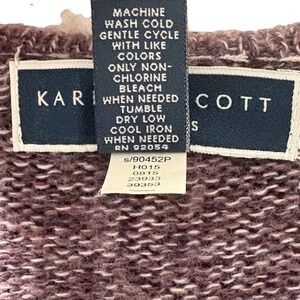 MACHINE
WASH COLD
GENTLE CYCLE
WITH LIKE
COLORS
ONLY NON-
CHLORINE
BLEACH
WHEN NEEDED
TUMBLE
DRY LOW
COOL IRON
WHEN NEEDED
RN 92054
KAR COTT
S
s/90452P
H015
0815
23933
39353